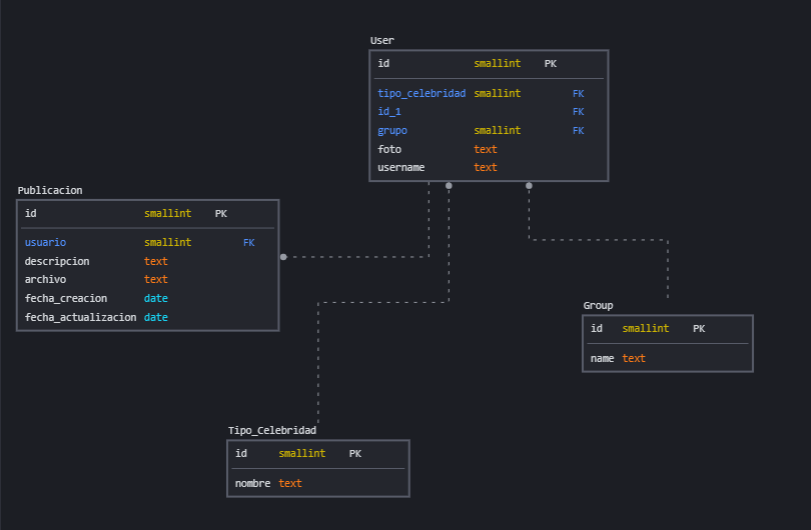 User
id smallint PK
tipo_celebridad smallint FK
id_1 FK
grupo smallint FK
foto text
username text
Publicacion
id smallint PK
usuario smallint FK
descripcion text
archivo text
fecha_creacion date
fecha_actualizacion date
Group
id smallint PK
name text
Tipo_Celebridad
id smallint PK
nombre text